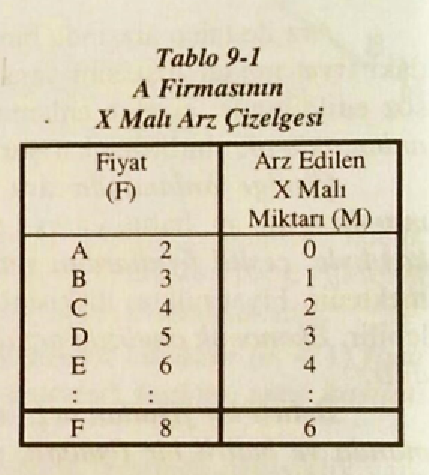 Tablo 9-1
A Firmasının
X Malı Arz Çizelgesi
Fiyat Arz Edilen
(F) X Malı
Miktarı (M)
A 2 0
B 3 1
C 4 2
D 5 3
E 6 4
: : :
F 8 6